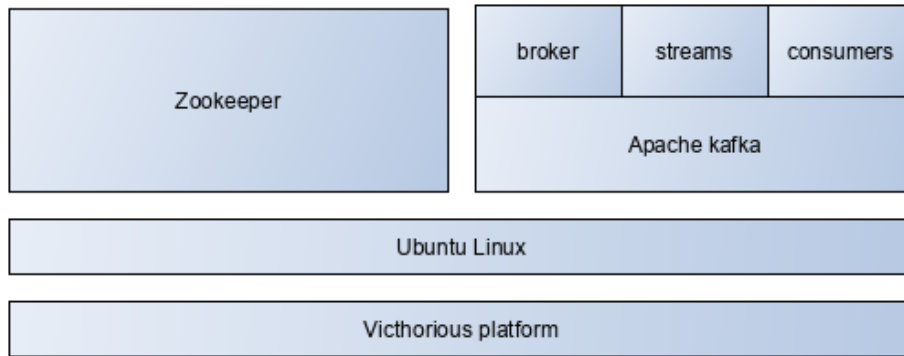 Zookeeper
broker
streams
consumers
Apache kafka
Ubuntu Linux
Victhorious platform